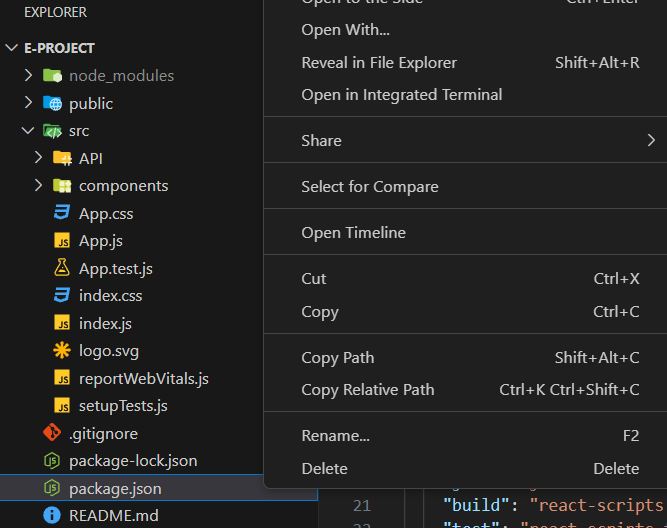 EXPLORER
E-PROJECT
node_modules
public
src
API
components
App.css
App.js
App.test.js
index.css
index.js
logo.svg
reportWebVitals.js
setupTests.js
.gitignore
package-lock.json
package.json
README.md
Open to the Side Ctrl+Enter
Open With...
Reveal in File Explorer Shift+Alt+R
Open in Integrated Terminal
Share
Select for Compare
Open Timeline
Cut Ctrl+X
Copy Ctrl+C
Copy Path Shift+Alt+C
Copy Relative Path Ctrl+K Ctrl+Shift+C
Rename... F2
Delete Delete
21 "build": "react-scripts
22 "test": "react-scripts